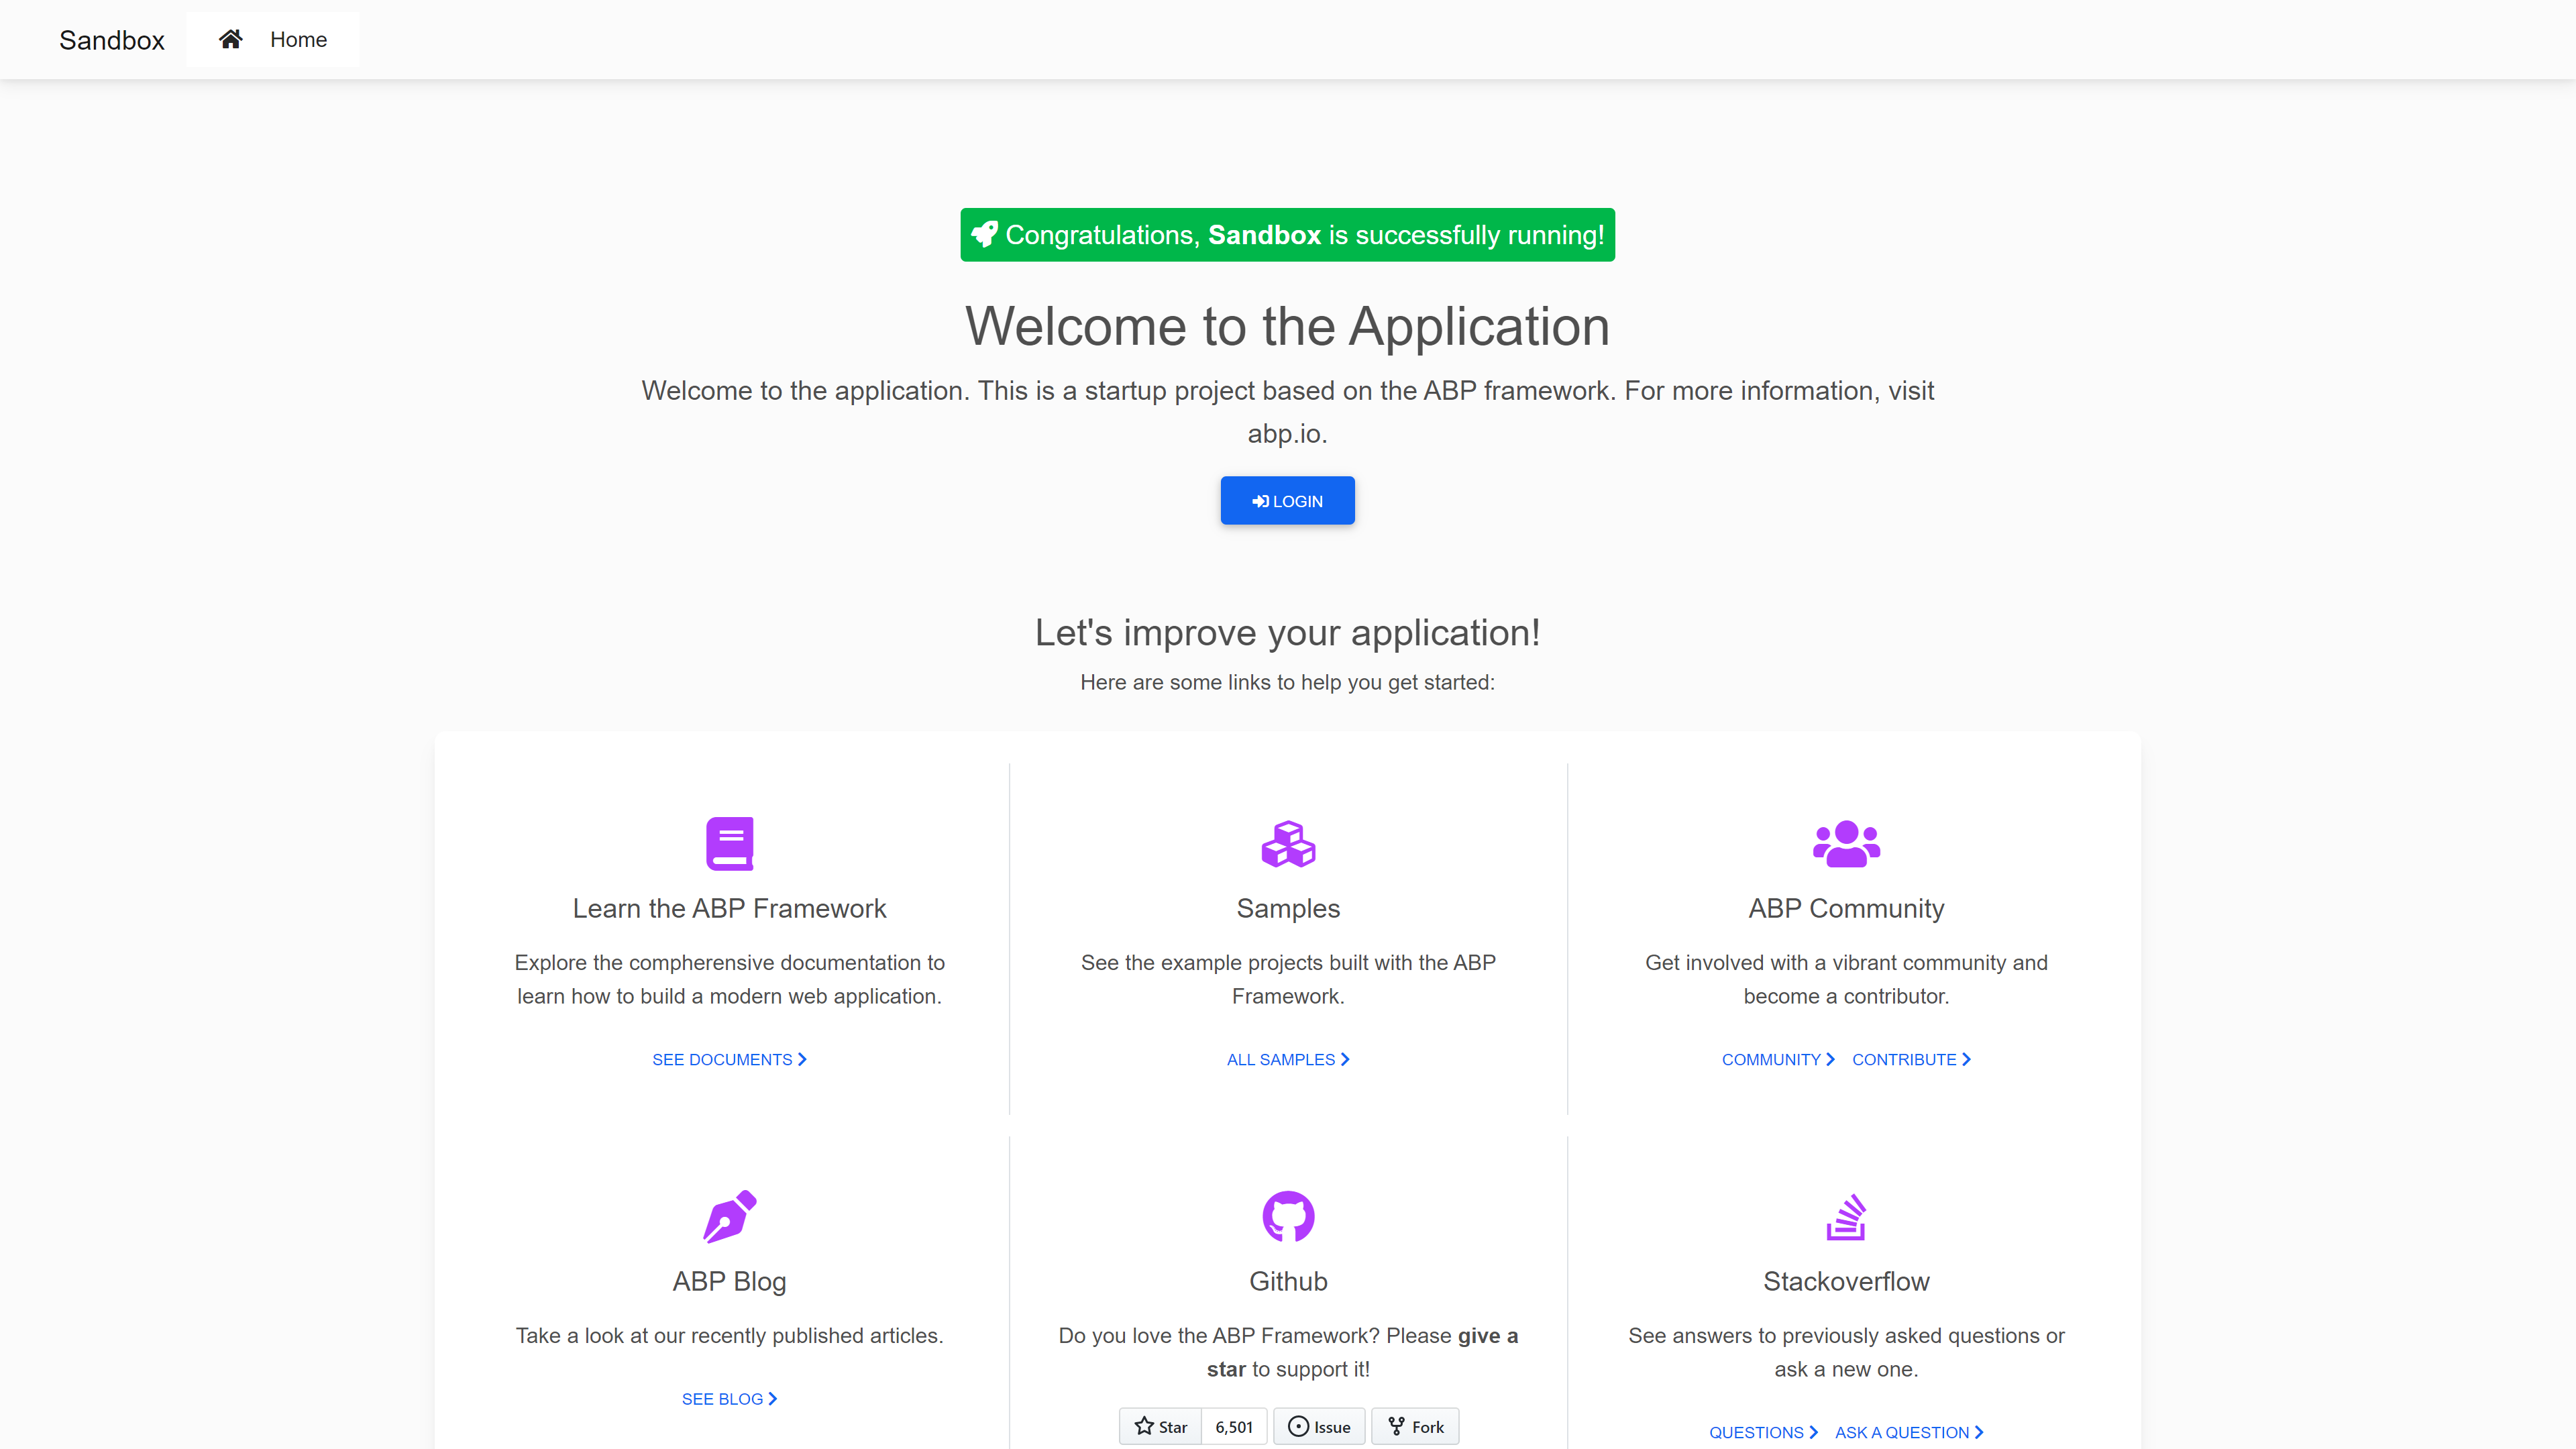 Sandbox
Home
Congratulations, Sandbox is successfully running!
Welcome to the Application
Welcome to the application. This is a startup project based on the ABP framework. For more information, visit
abp.io.
LOGIN
Let's improve your application!
Here are some links to help you get started:
Learn the ABP Framework
Explore the compherensive documentation to
learn how to build a modern web application.
SEE DOCUMENTS
Samples
See the example projects built with the ABP
Framework.
ALL SAMPLES
ABP Community
Get involved with a vibrant community and
become a contributor.
COMMUNITY CONTRIBUTE
ABP Blog
Take a look at our recently published articles.
SEE BLOG
Github
Do you love the ABP Framework? Please give a
star to support it!
Star 6,501 Issue Fork
Stackoverflow
See answers to previously asked questions or
ask a new one.
QUESTIONS ASK A QUESTION